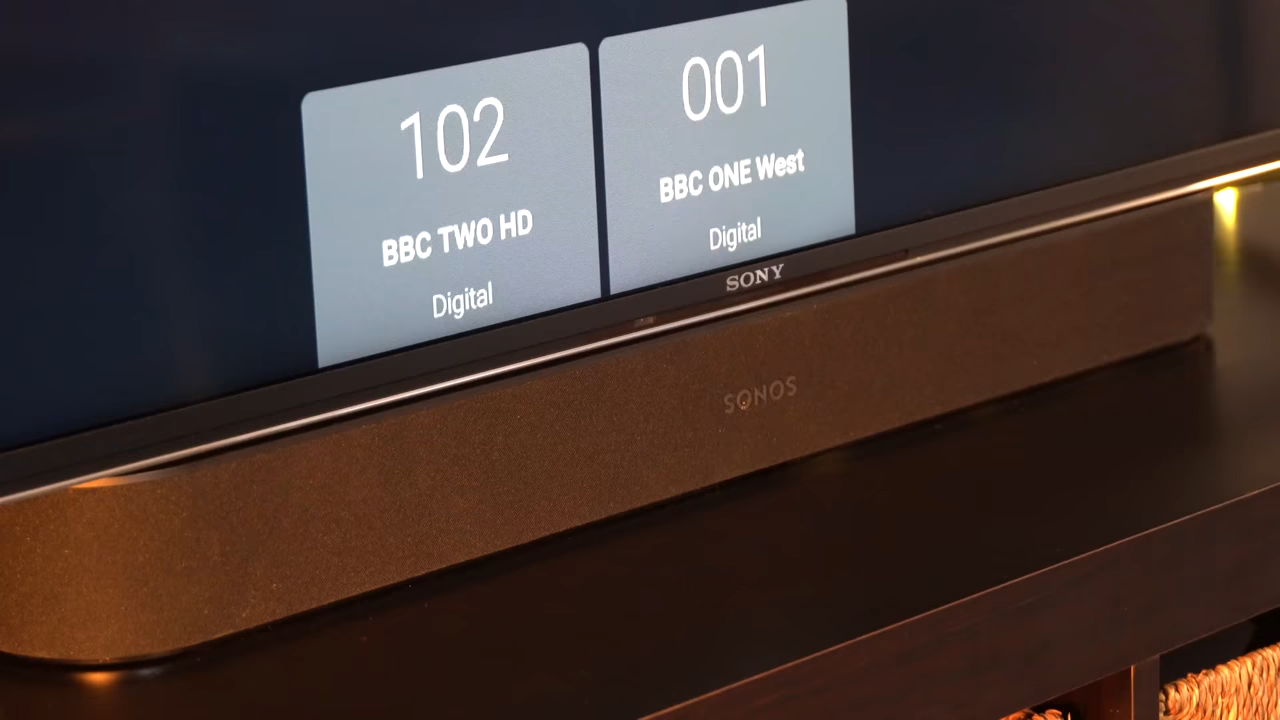 102
BBC TWO HD
Digital
001
BBC ONE West
Digital
SONY
SONOS